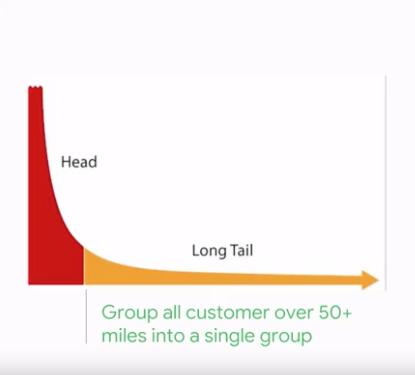 Head
Long Tail
Group all customer over 50+
miles into a single group